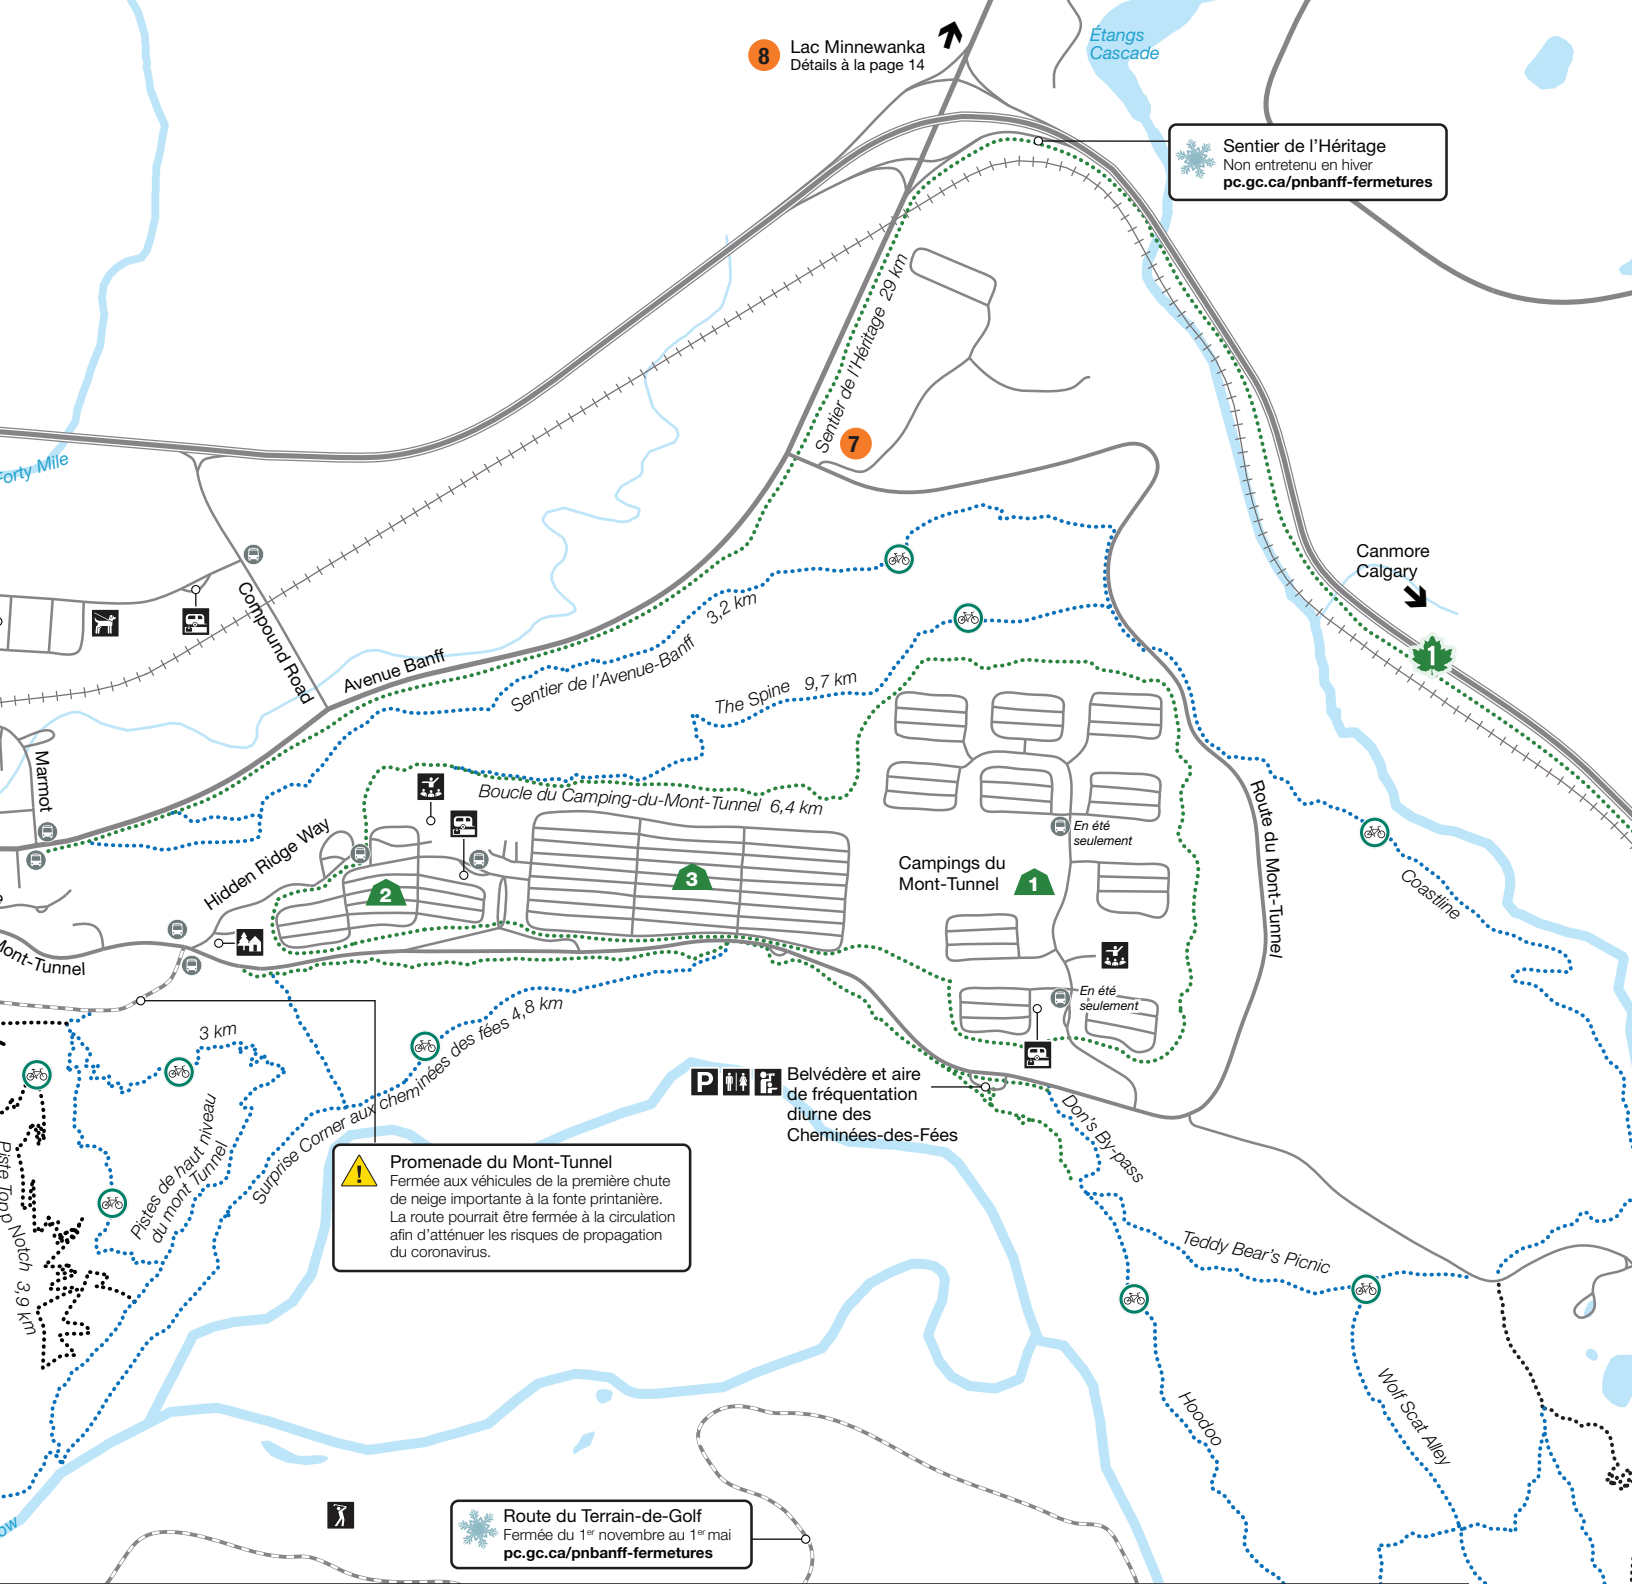 8
Lac Minnewanka
Détails à la page 14
Étangs
Cascade
Sentier de l'Héritage
Non entretenu en hiver
pc.gc.ca/pnbanff-fermetures
Sentier de l'Héritage 29 km
7
Forty Mile
Canmore
Calgary
1
Compound Road
Avenue Banff
Sentier de l'Avenue-Banff 3,2 km
The Spine 9,7 km
Marmot
Boucle du Camping-du-Mont-Tunnel 6,4 km
Hidden Ridge Way
2
3
Campings du
Mont-Tunnel
1
En été
seulement
Route du Mont-Tunnel
Coastline
Mont-Tunnel
En été
seulement
3 km
Surprise Corner aux cheminées des fées 4,8 km
P
Belvédère et aire
de fréquentation
diurne des
Cheminées-des-Fées
Don's By-pass
Pistes de haut niveau
du mont Tunnel
Piste Topp Notch 3,9 km
!
Promenade du Mont-Tunnel
Fermée aux véhicules de la première chute
de neige importante à la fonte printanière.
La route pourrait être fermée à la circulation
afin d'atténuer les risques de propagation
du coronavirus.
Teddy Bear's Picnic
Hoodoo
Wolf Scat Alley
Route du Terrain-de-Golf
Fermée du 1er novembre au 1er mai
pc.gc.ca/pnbanff-fermetures